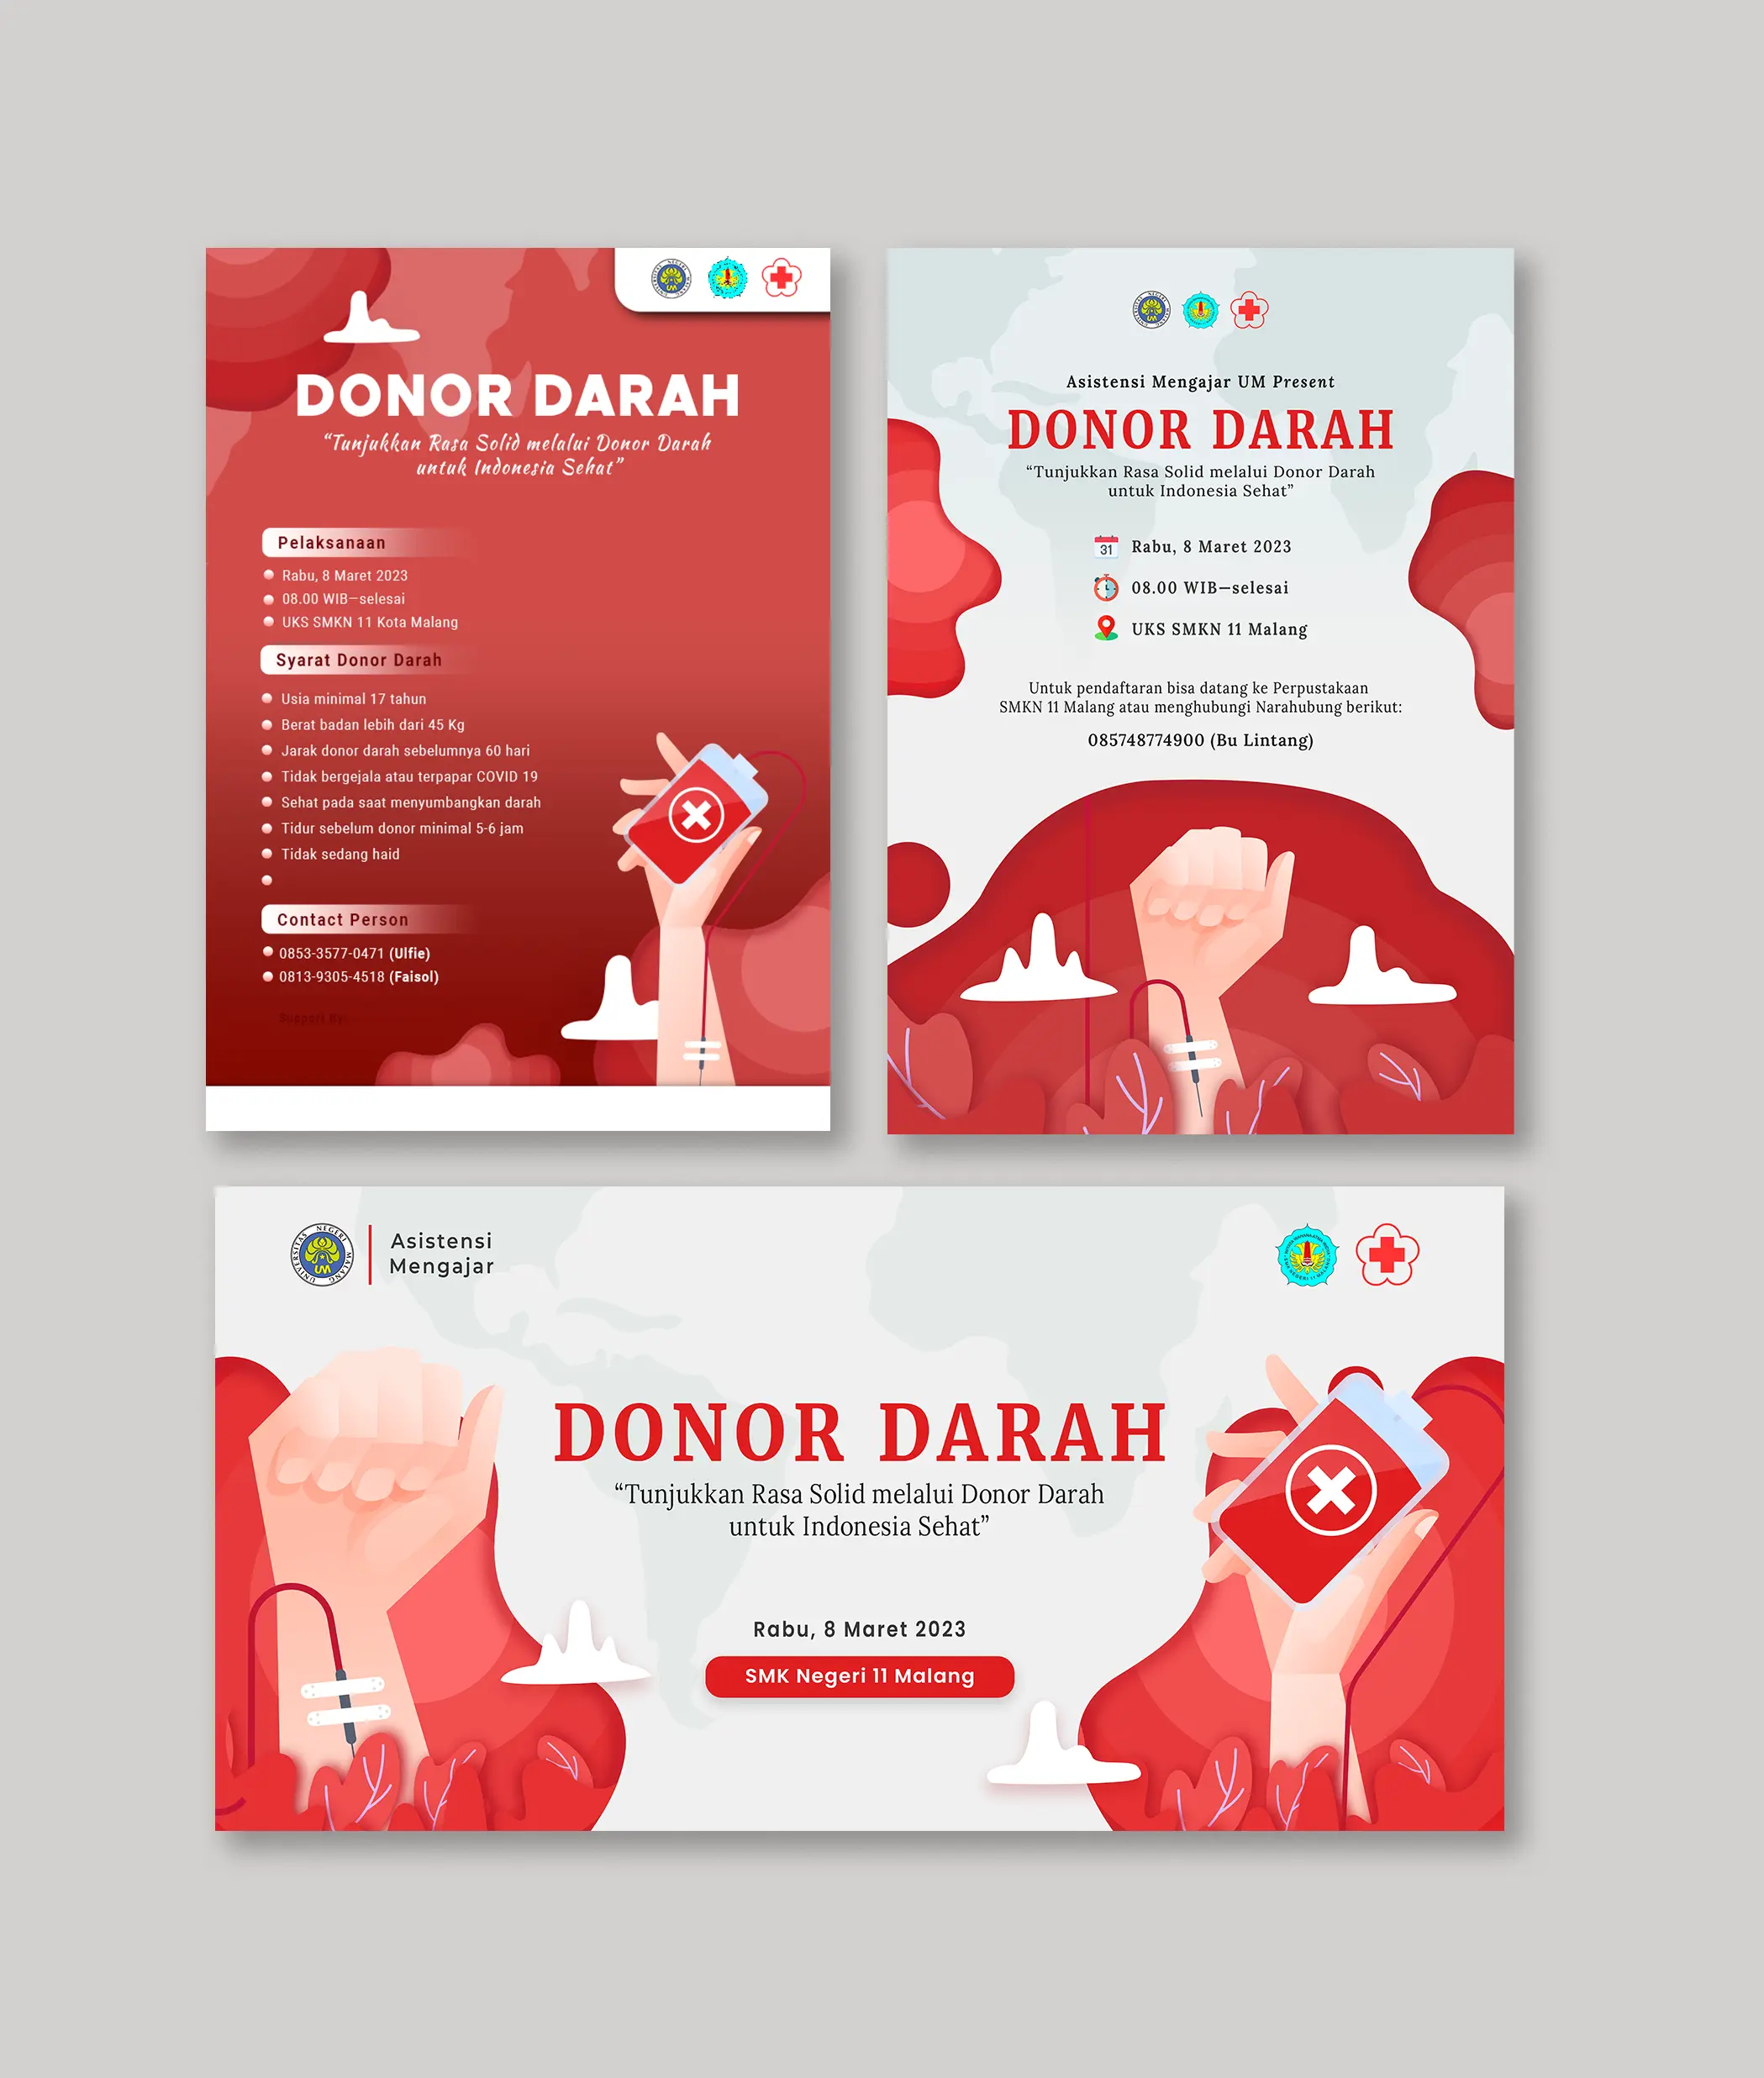 DONOR DARAH
“Tunjukkan Rasa Solid melalui Donor Darah
untuk Indonesia Sehat”
Pelaksanaan
Rabu, 8 Maret 2023
08.00 WIB—selesai
UKS SMKN 11 Kota Malang
Syarat Donor Darah
Usia minimal 17 tahun
Berat badan lebih dari 45 Kg
Jarak donor darah sebelumnya 60 hari
Tidak bergejala atau terpapar COVID 19
Sehat pada saat menyumbangkan darah
Tidur sebelum donor minimal 5-6 jam
Tidak sedang haid
Contact Person
0853-3577-0471 (Ulfie)
0813-9305-4518 (Faisol)
Support By:
Asistensi Mengajar UM Present
DONOR DARAH
“Tunjukkan Rasa Solid melalui Donor Darah
untuk Indonesia Sehat”
31
Rabu, 8 Maret 2023
08.00 WIB—selesai
UKS SMKN 11 Malang
Untuk pendaftaran bisa datang ke Perpustakaan
SMKN 11 Malang atau menghubungi Narahubung berikut:
085748774900 (Bu Lintang)
UNIVERSITAS NEGERI MALANG
UM
Asistensi
Mengajar
DONOR DARAH
“Tunjukkan Rasa Solid melalui Donor Darah
untuk Indonesia Sehat”
Rabu, 8 Maret 2023
SMK Negeri 11 Malang